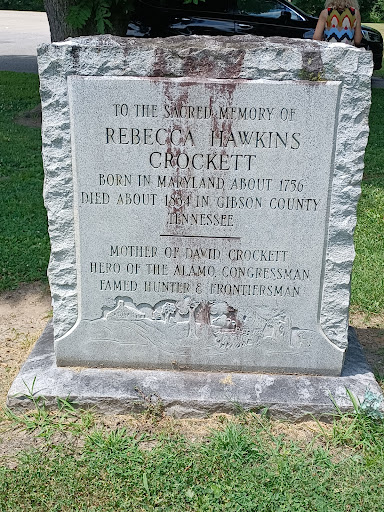 TO THE SACRED MEMORY OF
REBECCA HAWKINS
CROCKETT
BORN IN MARYLAND ABOUT 1756
DIED ABOUT 1834 IN GIBSON COUNTY
TENNESSEE
MOTHER OF DAVID CROCKETT
HERO OF THE ALAMO, CONGRESSMAN
FAMED HUNTER & FRONTIERSMAN